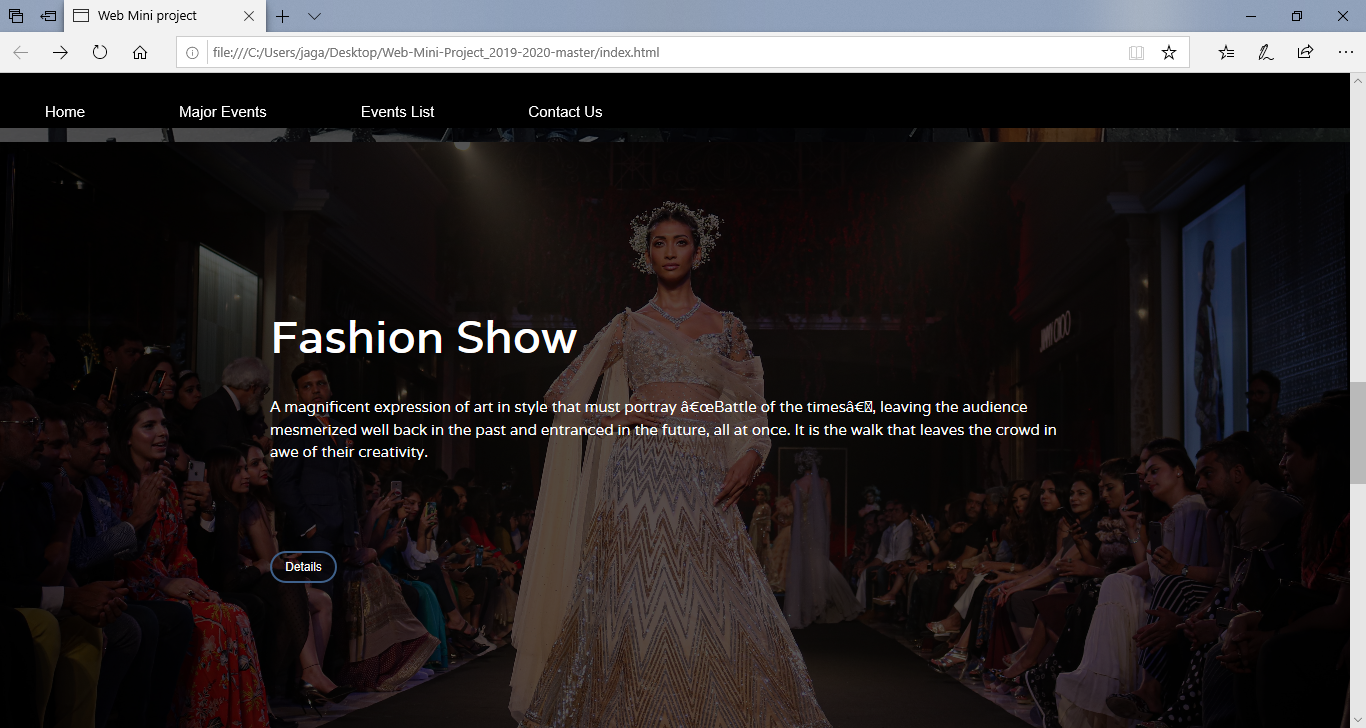 Web Mini project
file:///C:/Users/jaga/Desktop/Web-Mini-Project_2019-2020-master/index.html
Home Major Events Events List Contact Us
JIMMY CHOO
Fashion Show
A magnificent expression of art in style that must portray â€œBattle of the timesâ€, leaving the audience
mesmerized well back in the past and entranced in the future, all at once. It is the walk that leaves the crowd in
awe of their creativity.
Details